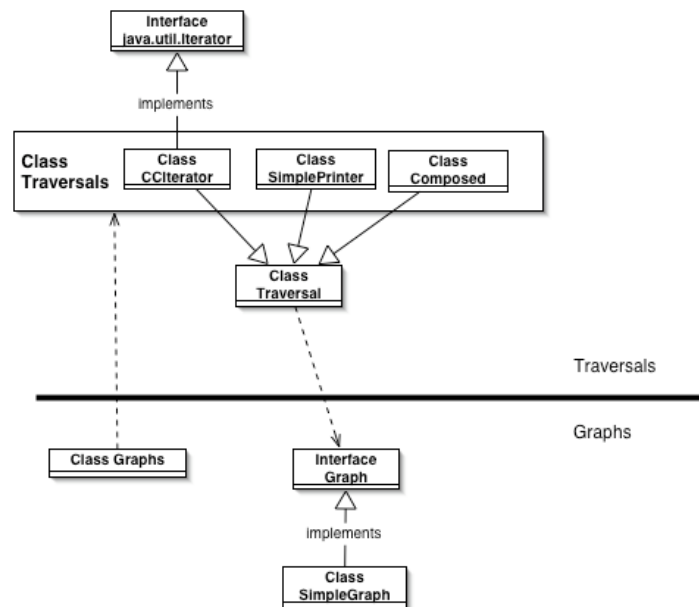 Interface
java.util.Iterator
implements
Class
Traversals
Class
CCIterator
Class
SimplePrinter
Class
Composed
Class
Traversal
Traversals
Graphs
Class Graphs
Interface
Graph
implements
Class
SimpleGraph